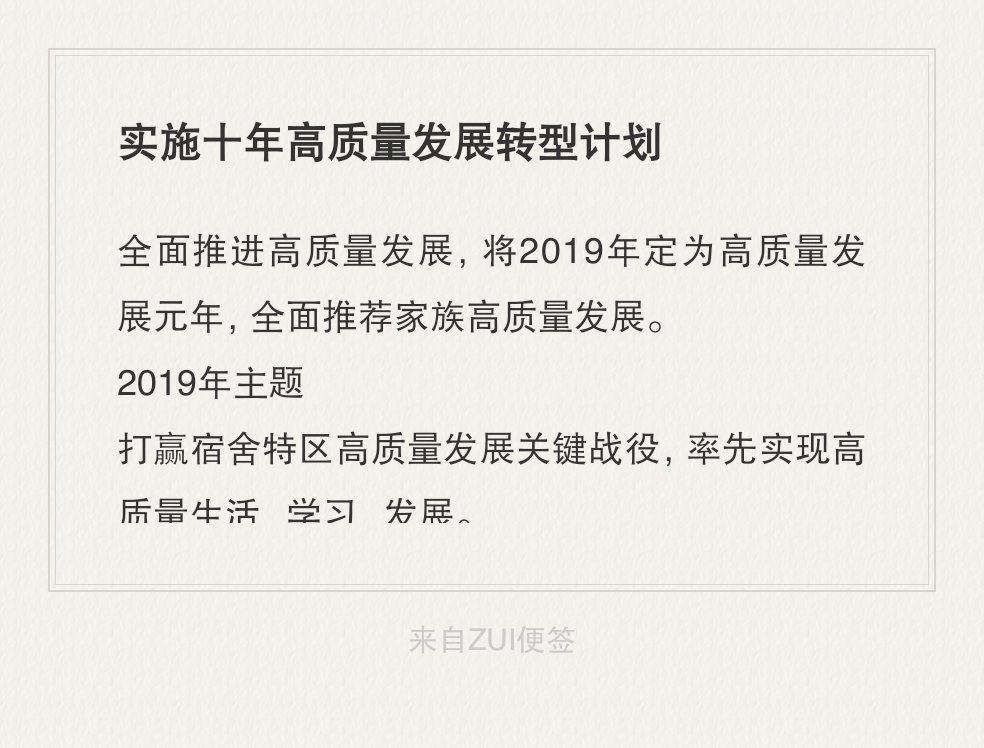 实施十年高质量发展转型计划
全面推进高质量发展, 将2019年定为高质量发
展元年, 全面推荐家族高质量发展。
2019年主题
打赢宿舍特区高质量发展关键战役, 率先实现高
质量生活 学习 发展。
来自ZUI便签